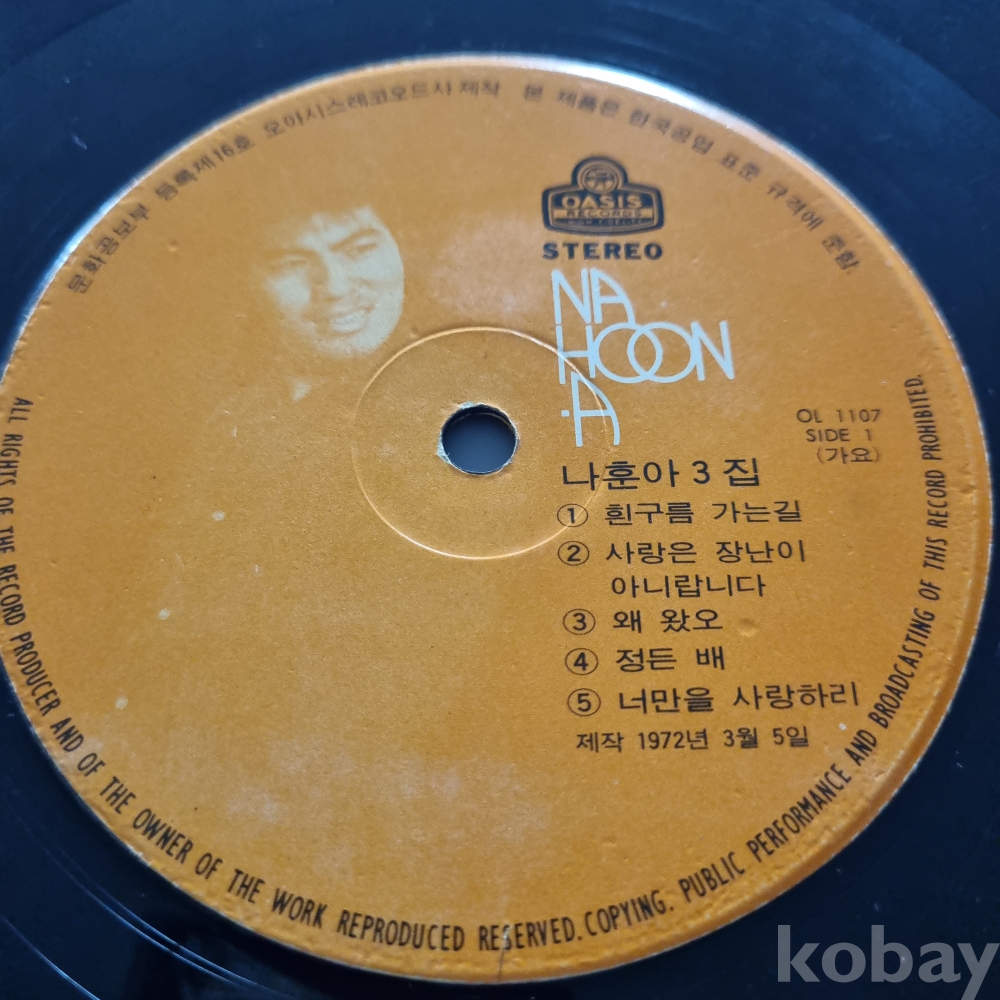 문화공보부 등록제16호 오아시스레코오드사 제작 본 제품은 한국공업 표준 규격에 준함
OASIS
RECORDS
HIGH FIDELITY
STEREO
NA
HOON
·A
OL 1107
SIDE 1
(가요)
나훈아 3 집
① 흰구름 가는길
② 사랑은 장난이
아니랍니다
③ 왜 왔오
④ 정든 배
⑤ 너만을 사랑하리
제작 1972년 3월 5일
ALL RIGHTS OF THE RECORD PRODUCER AND OF THE OWNER OF THE WORK REPRODUCED RESERVED. COPYING. PUBLIC PERFORMANCE AND BROADCASTING OF THIS RECORD PROHIBITED.
kobay